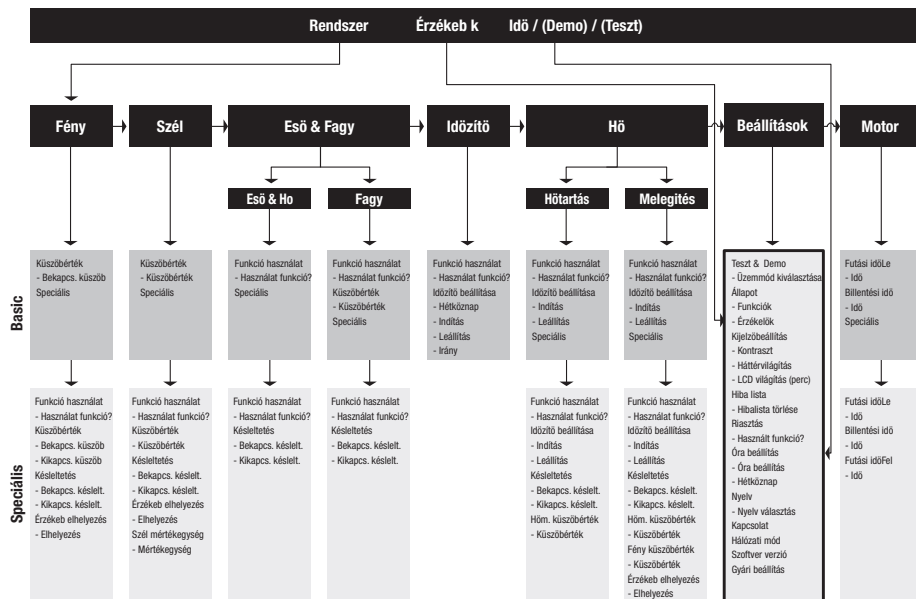 Rendszer Érzékeb k Idö / (Demo) / (Teszt)
Fény Szél Esö & Fagy Idözítö Hö Beállítások Motor
Esö & Ho Fagy Hötartás Melegítés
Basic
Küszöbérték
- Bekapcs. küszöb
Speciális
Küszöbérték
- Küszöbérték
Speciális
Funkció használat
- Használat funkció?
Speciális
Funkció használat
- Használat funkció?
Küszöbérték
- Küszöbérték
Speciális
Funkció használat
- Használat funkció?
Idözítö beállítása
- Hétköznap
- Indítás
- Leállítás
- Irány
Funkció használat
- Használat funkció?
Idözítö beállítása
- Indítás
- Leállítás
Speciális
Funkció használat
- Használat funkció?
Idözítö beállítása
- Indítás
- Leállítás
Speciális
Teszt & Demo
- Üzemmód kiválasztása
Állapot
- Funkciók
- Érzékelök
Kijelzöbeállítás
- Kontraszt
- Háttérvilágítás
- LCD világítás (perc)
Hiba lista
- Hibalista törlése
Riasztás
- Használt funkció?
Óra beállítás
- Óra beállítás
- Hétköznap
Nyelv
- Nyelv választás
Kapcsolat
Hálózati mód
Szoftver verzió
Gyári beállítás
Futási idöLe
- Idö
Billentési idö
- Idö
Speciális
Speciális
Funkció használat
- Használat funkció?
Küszöbérték
- Bekapcs. küszöb
- Kikapcs. küszöb
Késleltetés
- Bekapcs. késlelt.
- Kikapcs. késlelt.
Érzékeb elhelyezés
- Elhelyezés
Funkció használat
- Használat funkció?
Küszöbérték
- Küszöbérték
Késleltetés
- Bekapcs. késlelt.
- Kikapcs. késlelt.
Érzékeb elhelyezés
- Elhelyezés
Szél mértékegység
- Mértékegység
Funkció használat
- Használat funkció?
Késleltetés
- Bekapcs. késlelt.
- Kikapcs. késlelt.
Funkció használat
- Használat funkció?
Késleltetés
- Bekapcs. késlelt.
- Kikapcs. késlelt.
Funkció használat
- Használat funkció?
Idözítö beállítása
- Indítás
- Leállítás
Késleltetés
- Bekapcs. késlelt.
- Kikapcs. késlelt.
Höm. küszöbérték
- Küszöbérték
Funkció használat
- Használat funkció?
Idözítö beállítása
- Indítás
- Leállítás
Késleltetés
- Bekapcs. késlelt.
- Kikapcs. késlelt.
Höm. küszöbérték
- Küszöbérték
Fény küszöbérték
- Küszöbérték
Érzékeb elhelyezés
- Elhelyezés
Futási idöLe
- Idö
Billentési idö
- Idö
Futási idöFel
- Idö